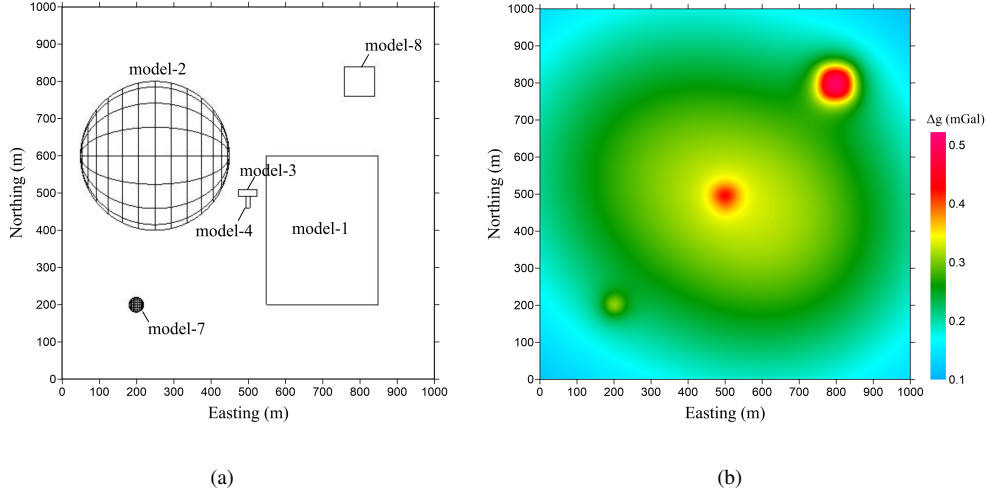 1000
900
800
700
600
500
400
300
200
100
0
Northing (m)
model-8
model-2
model-3
model-4
model-1
model-7
0 100 200 300 400 500 600 700 800 900 1000
Easting (m)
(a)
1000
900
800
700
600
500
400
300
200
100
0
Northing (m)
0 100 200 300 400 500 600 700 800 900 1000
Easting (m)
(b)
Δg (mGal)
0.5
0.4
0.3
0.2
0.1